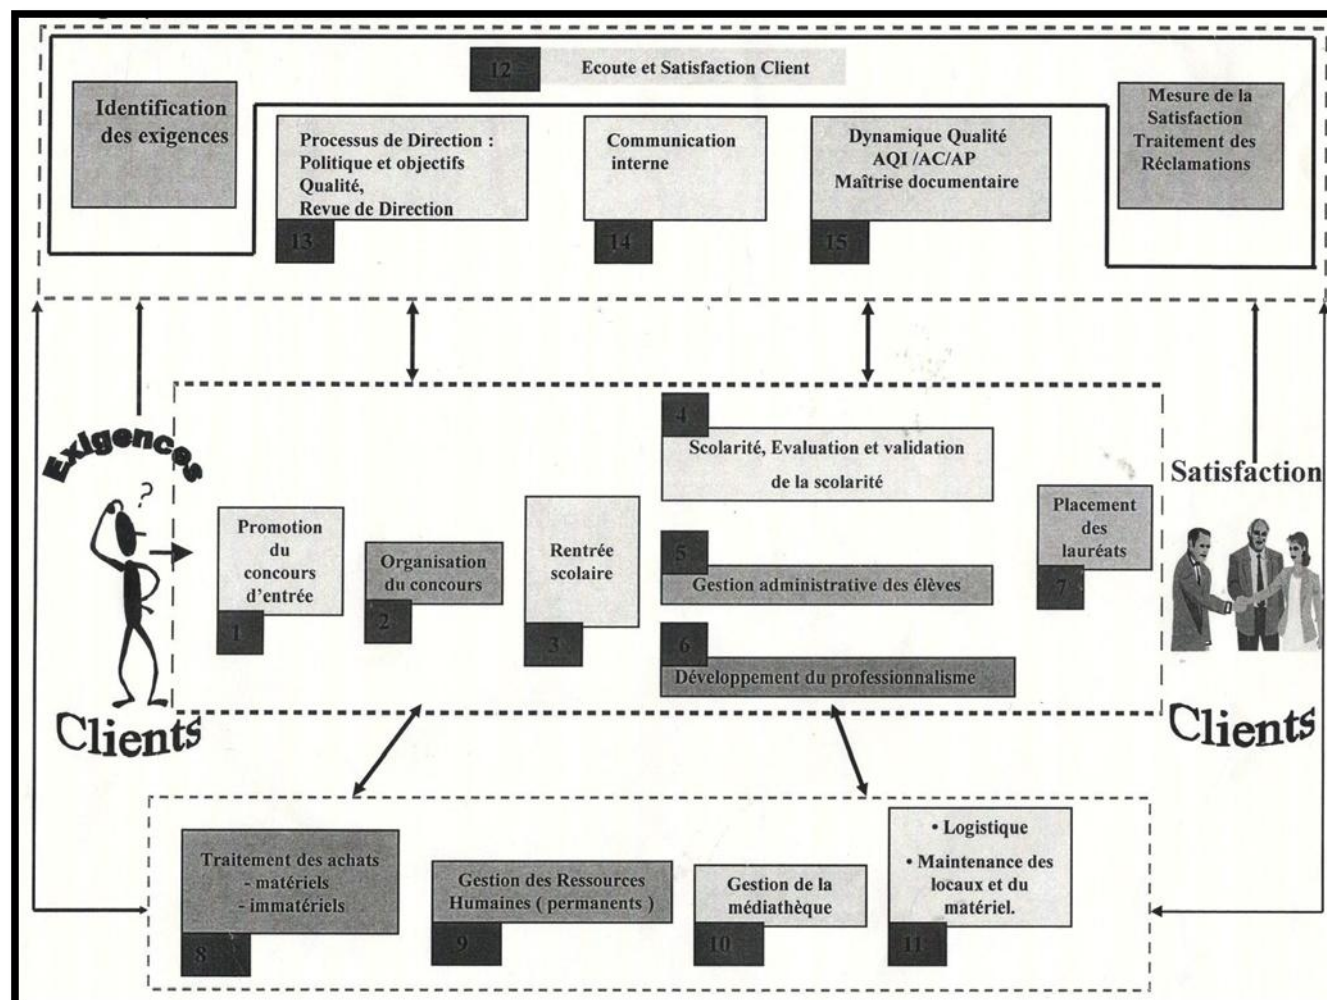 12
Ecoute et Satisfaction Client
Identification
des exigences
Processus de Direction :
Politique et objectifs
Qualité,
Revue de Direction
13
Communication
interne
14
Dynamique Qualité
AQI /AC/AP
Maîtrise documentaire
15
Mesure de la
Satisfaction
Traitement des
Réclamations
Exigences
?
Clients
Promotion
du
concours
d'entrée
1
Organisation
du concours
2
Rentrée
scolaire
3
4
Scolarité, Evaluation et validation
de la scolarité
5
Gestion administrative des élèves
6
Développement du professionnalisme
Placement
des
lauréats
7
Satisfaction
Clients
Traitement des achats
- matériels
- immatériels
8
Gestion des Ressources
Humaines ( permanents )
9
Gestion de la
médiathèque
10
• Logistique
• Maintenance des
locaux et du
matériel.
11